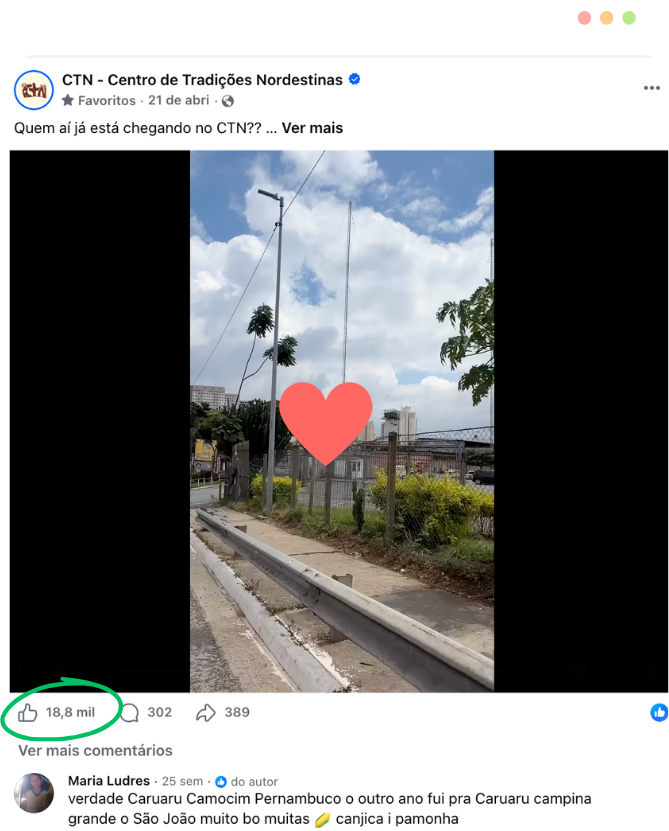 CTN - Centro de Tradições Nordestinas
Favoritos · 21 de abri ·
Quem aí já está chegando no CTN?? ... Ver mais
18,8 mil 302 389
Ver mais comentários
Maria Ludres · 25 sem · do autor
verdade Caruaru Camocim Pernambuco o outro ano fui pra Caruaru campina
grande o São João muito bo muitas 🌽 canjica i pamonha